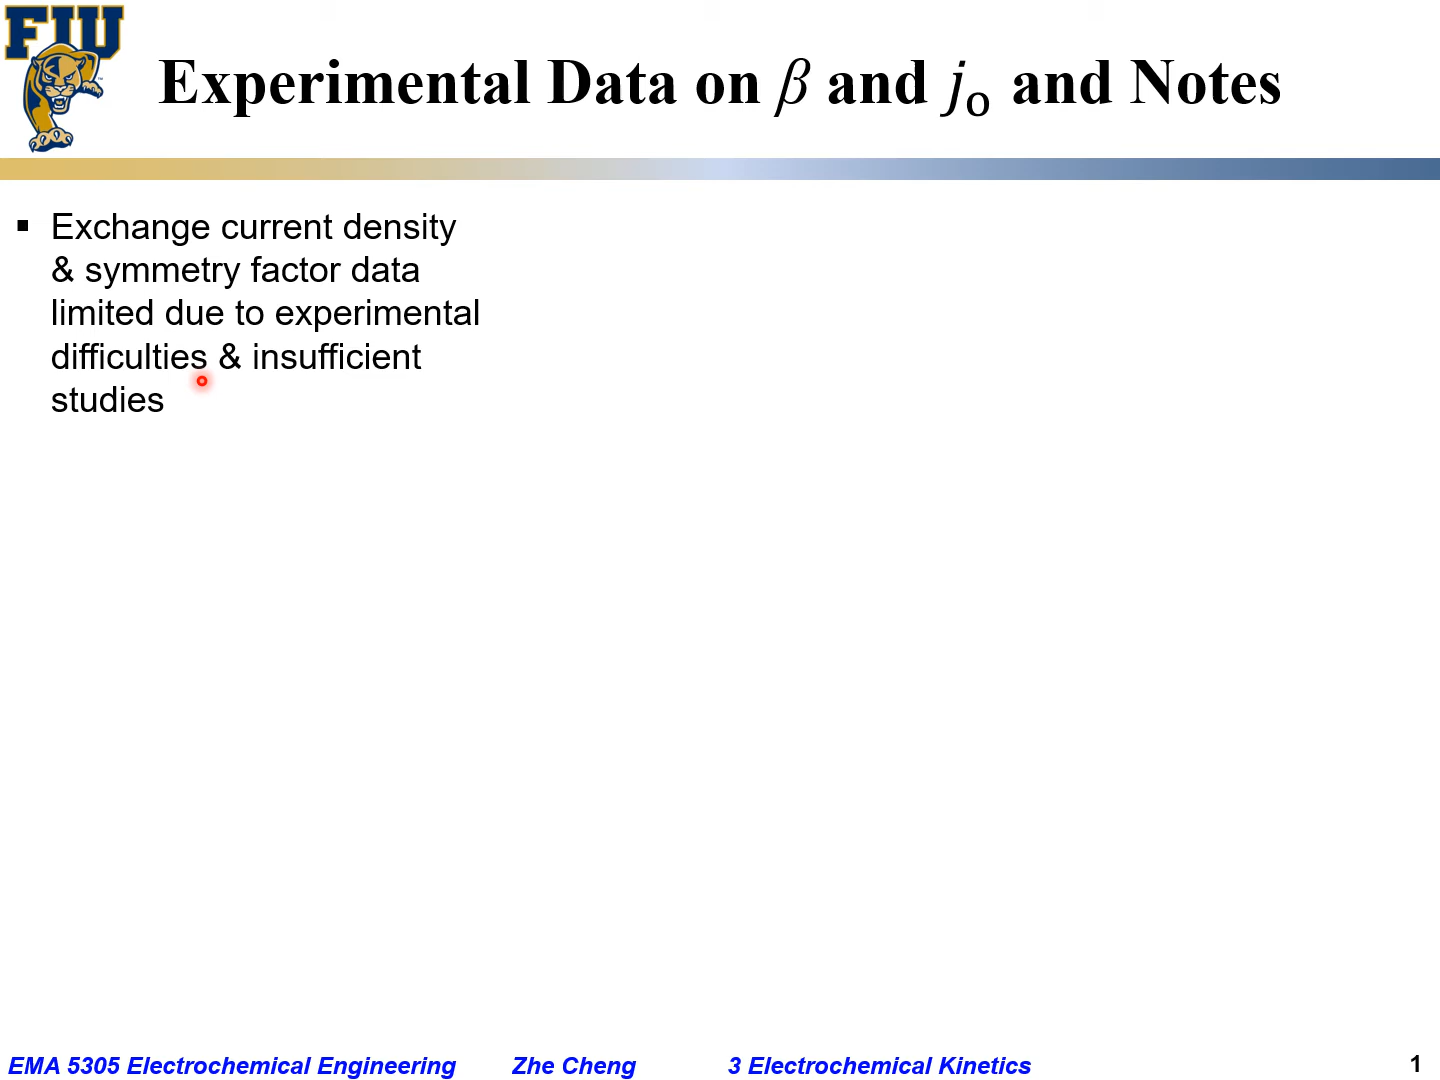 FIU
Experimental Data on β and jo and Notes
▪ Exchange current density
& symmetry factor data
limited due to experimental
difficulties & insufficient
studies
EMA 5305 Electrochemical Engineering Zhe Cheng 3 Electrochemical Kinetics 1